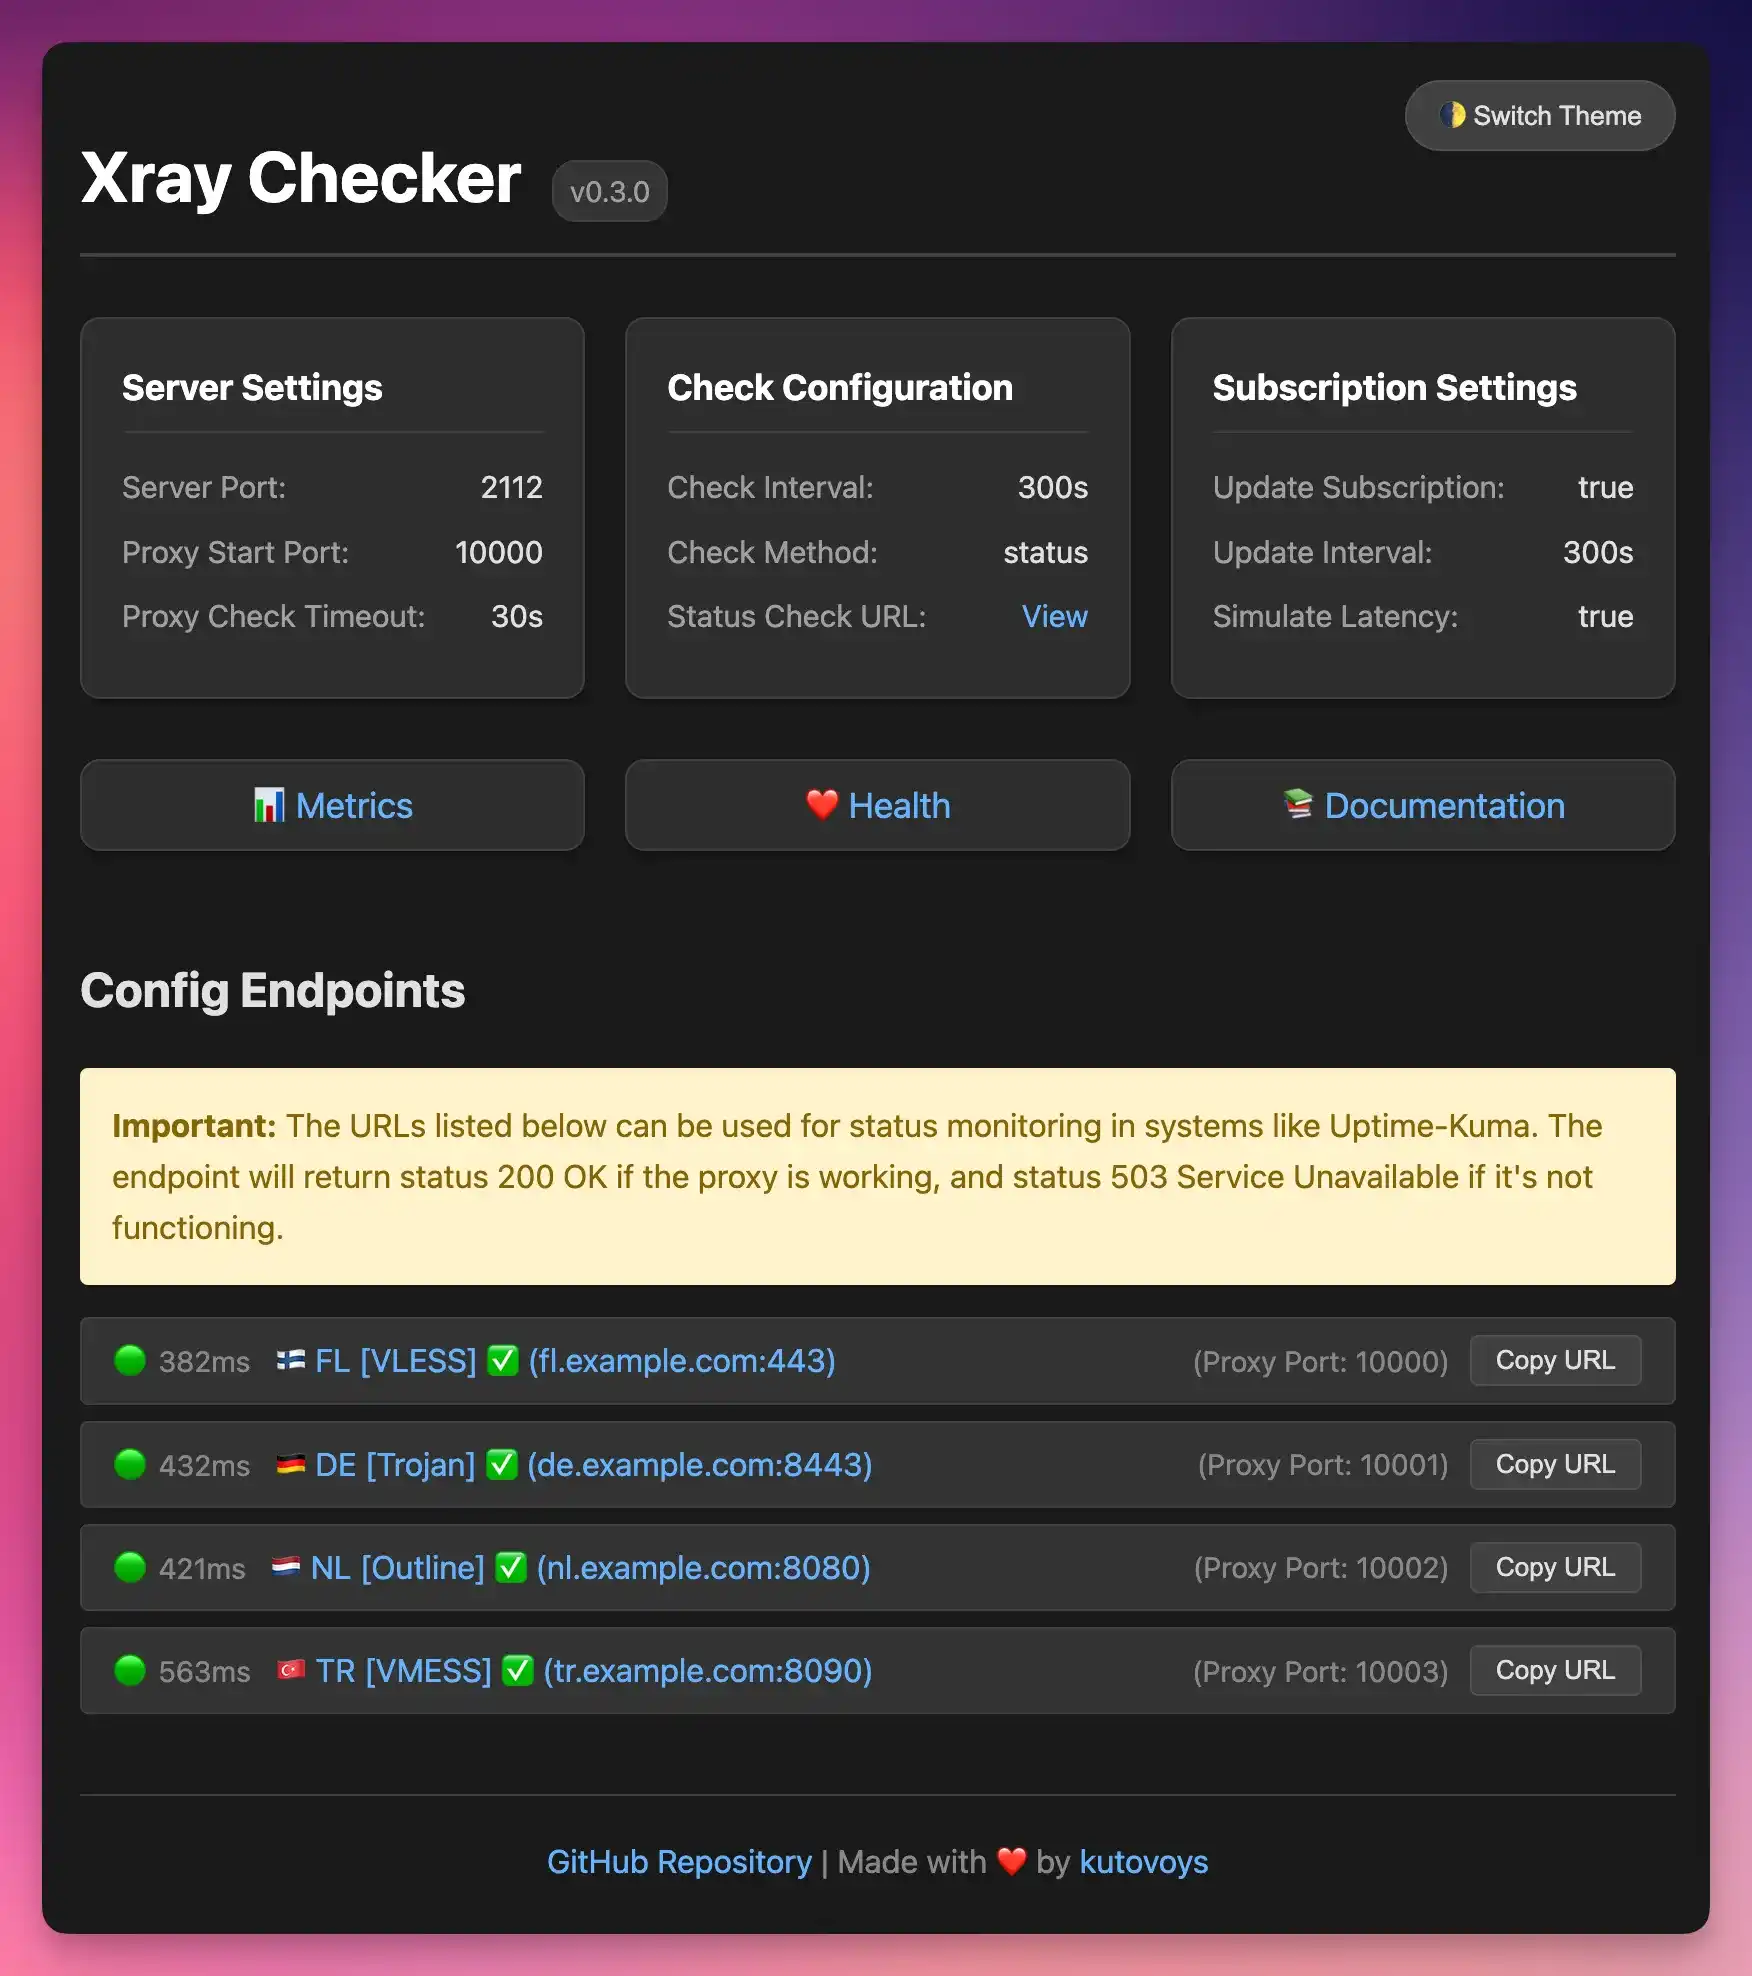 🌓 Switch Theme
Xray Checker v0.3.0
Server Settings
Server Port: 2112
Proxy Start Port: 10000
Proxy Check Timeout: 30s
Check Configuration
Check Interval: 300s
Check Method: status
Status Check URL: View
Subscription Settings
Update Subscription: true
Update Interval: 300s
Simulate Latency: true
📊 Metrics
❤️ Health
📚 Documentation
Config Endpoints
Important: The URLs listed below can be used for status monitoring in systems like Uptime-Kuma. The
endpoint will return status 200 OK if the proxy is working, and status 503 Service Unavailable if it's not
functioning.
🟢 382ms 🇫🇮 FL [VLESS] ✅ (fl.example.com:443) (Proxy Port: 10000) Copy URL
🟢 432ms 🇩🇪 DE [Trojan] ✅ (de.example.com:8443) (Proxy Port: 10001) Copy URL
🟢 421ms 🇳🇱 NL [Outline] ✅ (nl.example.com:8080) (Proxy Port: 10002) Copy URL
🟢 563ms 🇹🇷 TR [VMESS] ✅ (tr.example.com:8090) (Proxy Port: 10003) Copy URL
GitHub Repository | Made with ❤️ by kutovoys